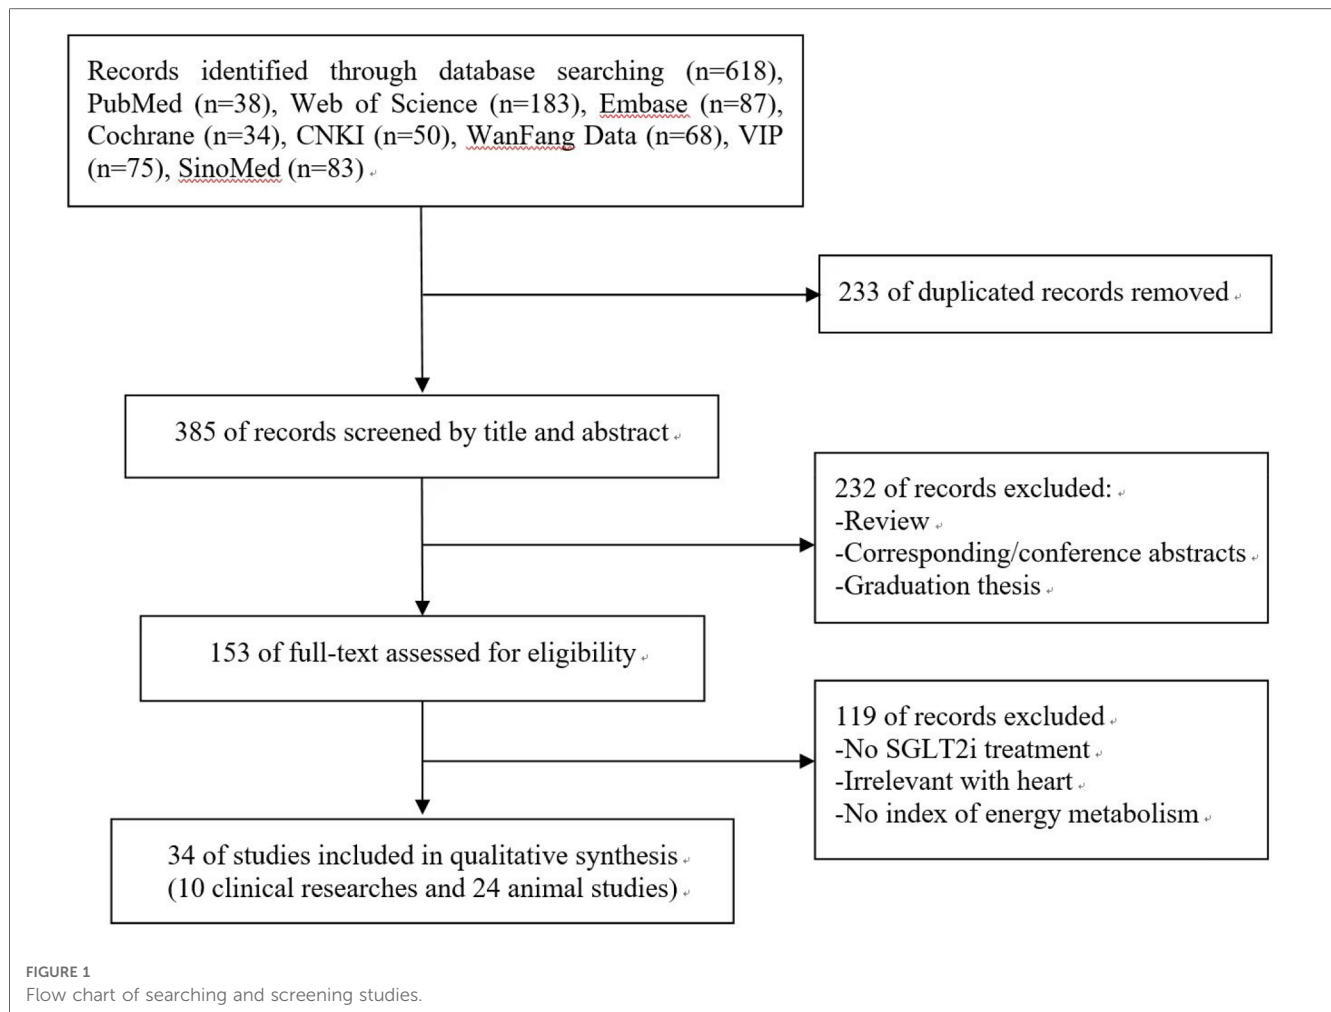 Records identified through database searching (n=618),
PubMed (n=38), Web of Science (n=183), Embase (n=87),
Cochrane (n=34), CNKI (n=50), WanFang Data (n=68), VIP
(n=75), SinoMed (n=83)
233 of duplicated records removed
385 of records screened by title and abstract
232 of records excluded:
-Review
-Corresponding/conference abstracts
-Graduation thesis
153 of full-text assessed for eligibility
119 of records excluded
-No SGLT2i treatment
-Irrelevant with heart
-No index of energy metabolism
34 of studies included in qualitative synthesis
(10 clinical researches and 24 animal studies)
FIGURE 1
Flow chart of searching and screening studies.